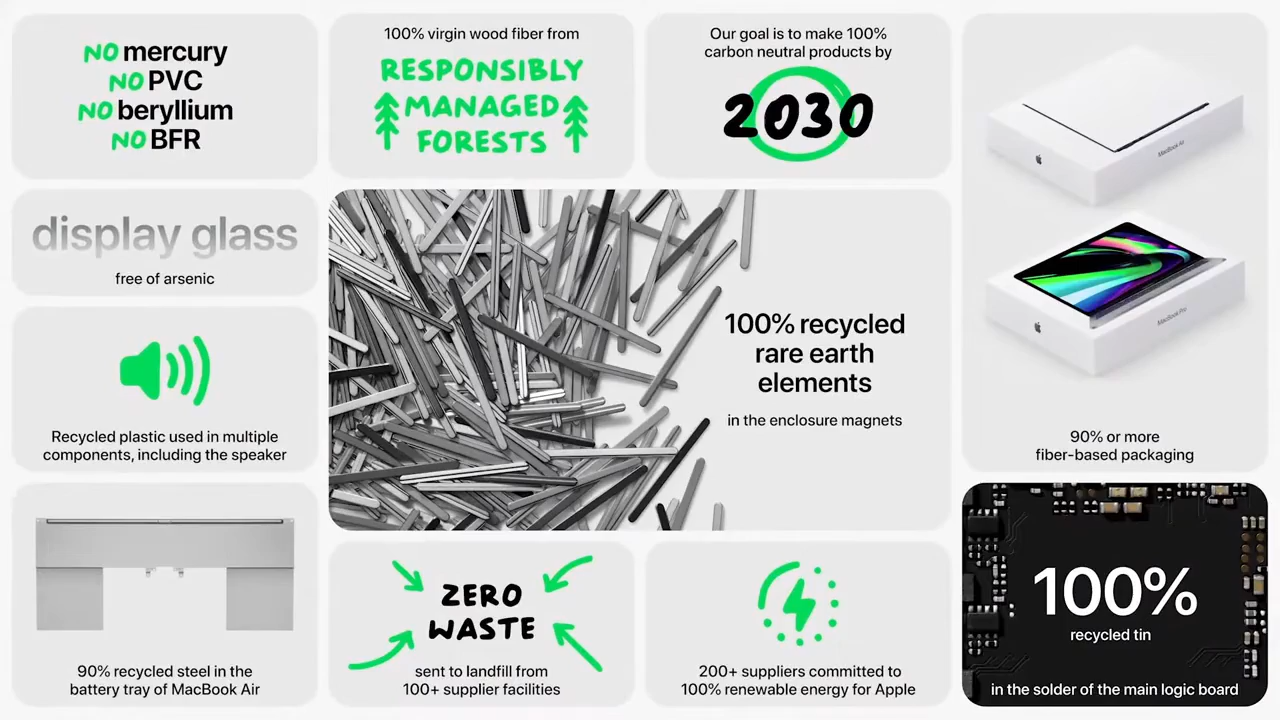 NO mercury
NO PVC
NO beryllium
NO BFR
100% virgin wood fiber from
RESPONSIBLY
MANAGED
FORESTS
Our goal is to make 100%
carbon neutral products by
2030
MacBook Air
MacBook Pro
90% or more
fiber-based packaging
display glass
free of arsenic
Recycled plastic used in multiple
components, including the speaker
100% recycled
rare earth
elements
in the enclosure magnets
90% recycled steel in the
battery tray of MacBook Air
ZERO
WASTE
sent to landfill from
100+ supplier facilities
200+ suppliers committed to
100% renewable energy for Apple
100%
recycled tin
in the solder of the main logic board